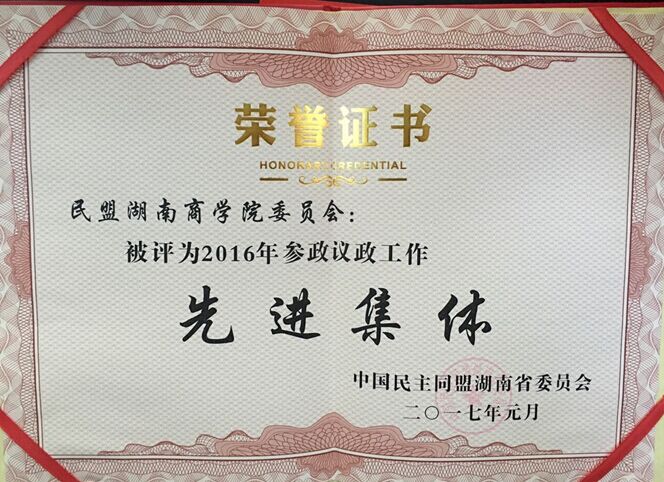 荣誉证书
HONORARY CREDENTIAL
民盟湖南商学院委员会：
被评为2016年参政议政工作
先进集体
中国民主同盟湖南省委员会
二〇一七年元月